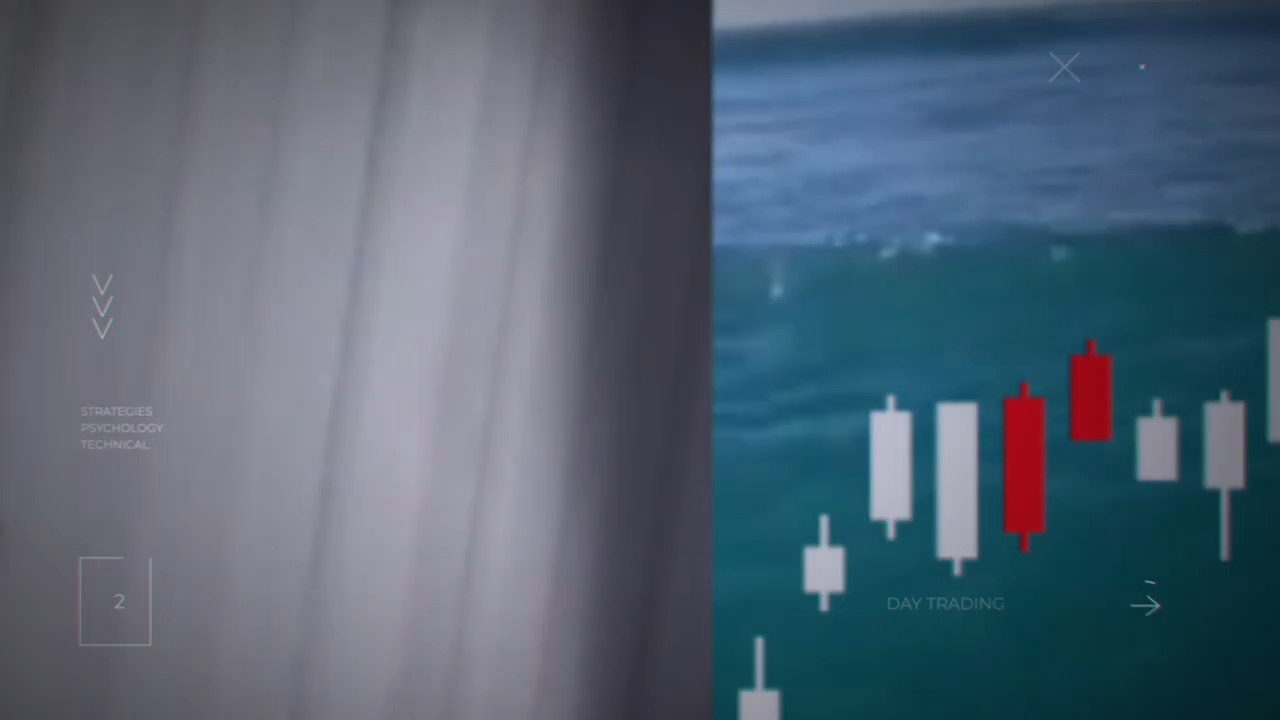 STRATEGIES
PSYCHOLOGY
TECHNICAL
2
DAY TRADING